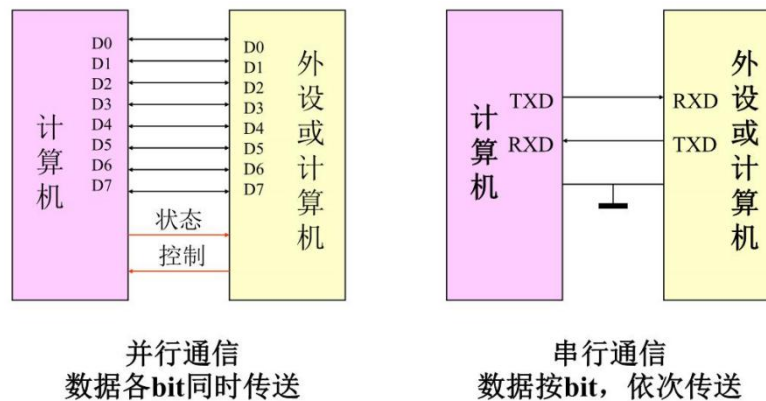 计算机
D0
D1
D2
D3
D4
D5
D6
D7
D0
D1
D2
D3
D4
D5
D6
D7
外设或计算机
状态
控制
并行通信
数据各bit同时传送
计算机
TXD
RXD
RXD
TXD
外设或计算机
串行通信
数据按bit，依次传送